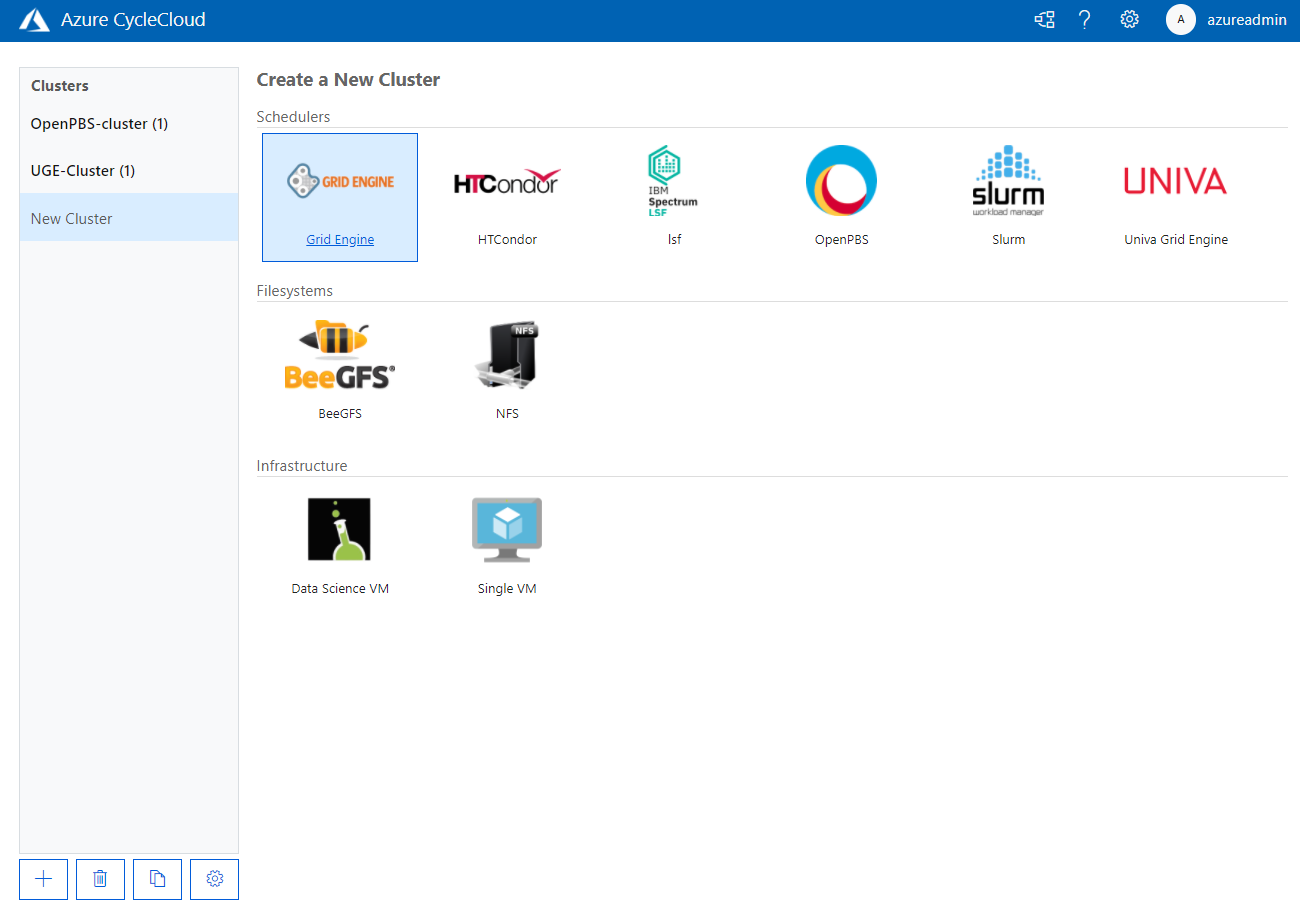 Azure CycleCloud
A
azureadmin
Clusters
OpenPBS-cluster (1)
UGE-Cluster (1)
New Cluster
Create a New Cluster
Schedulers
GRID ENGINE
Grid Engine
HTCondor
HTCondor
IBM
Spectrum
LSF
lsf
OpenPBS
slurm
workload manager
Slurm
UNIVA
Univa Grid Engine
Filesystems
BeeGFS®
BeeGFS
NFS
NFS
Infrastructure
Data Science VM
Single VM